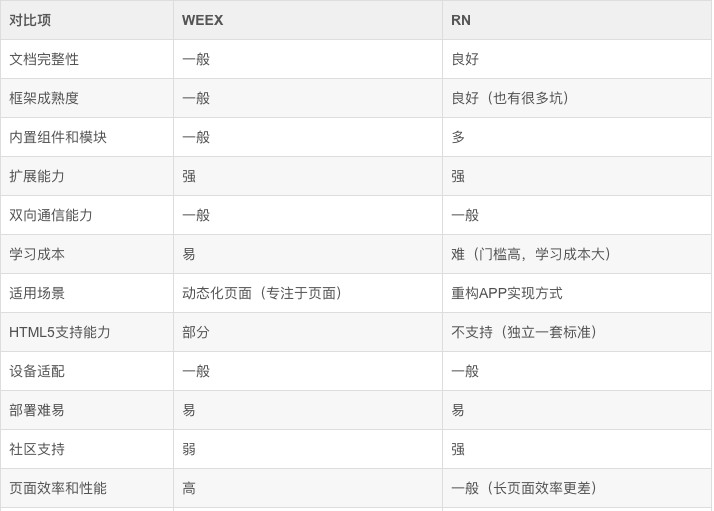 对比项 WEEX RN
文档完整性 一般 良好
框架成熟度 一般 良好（也有很多坑）
内置组件和模块 一般 多
扩展能力 强 强
双向通信能力 一般 一般
学习成本 易 难（门槛高，学习成本大）
适用场景 动态化页面（专注于页面） 重构APP实现方式
HTML5支持能力 部分 不支持（独立一套标准）
设备适配 一般 一般
部署难易 易 易
社区支持 弱 强
页面效率和性能 高 一般（长页面效率更差）